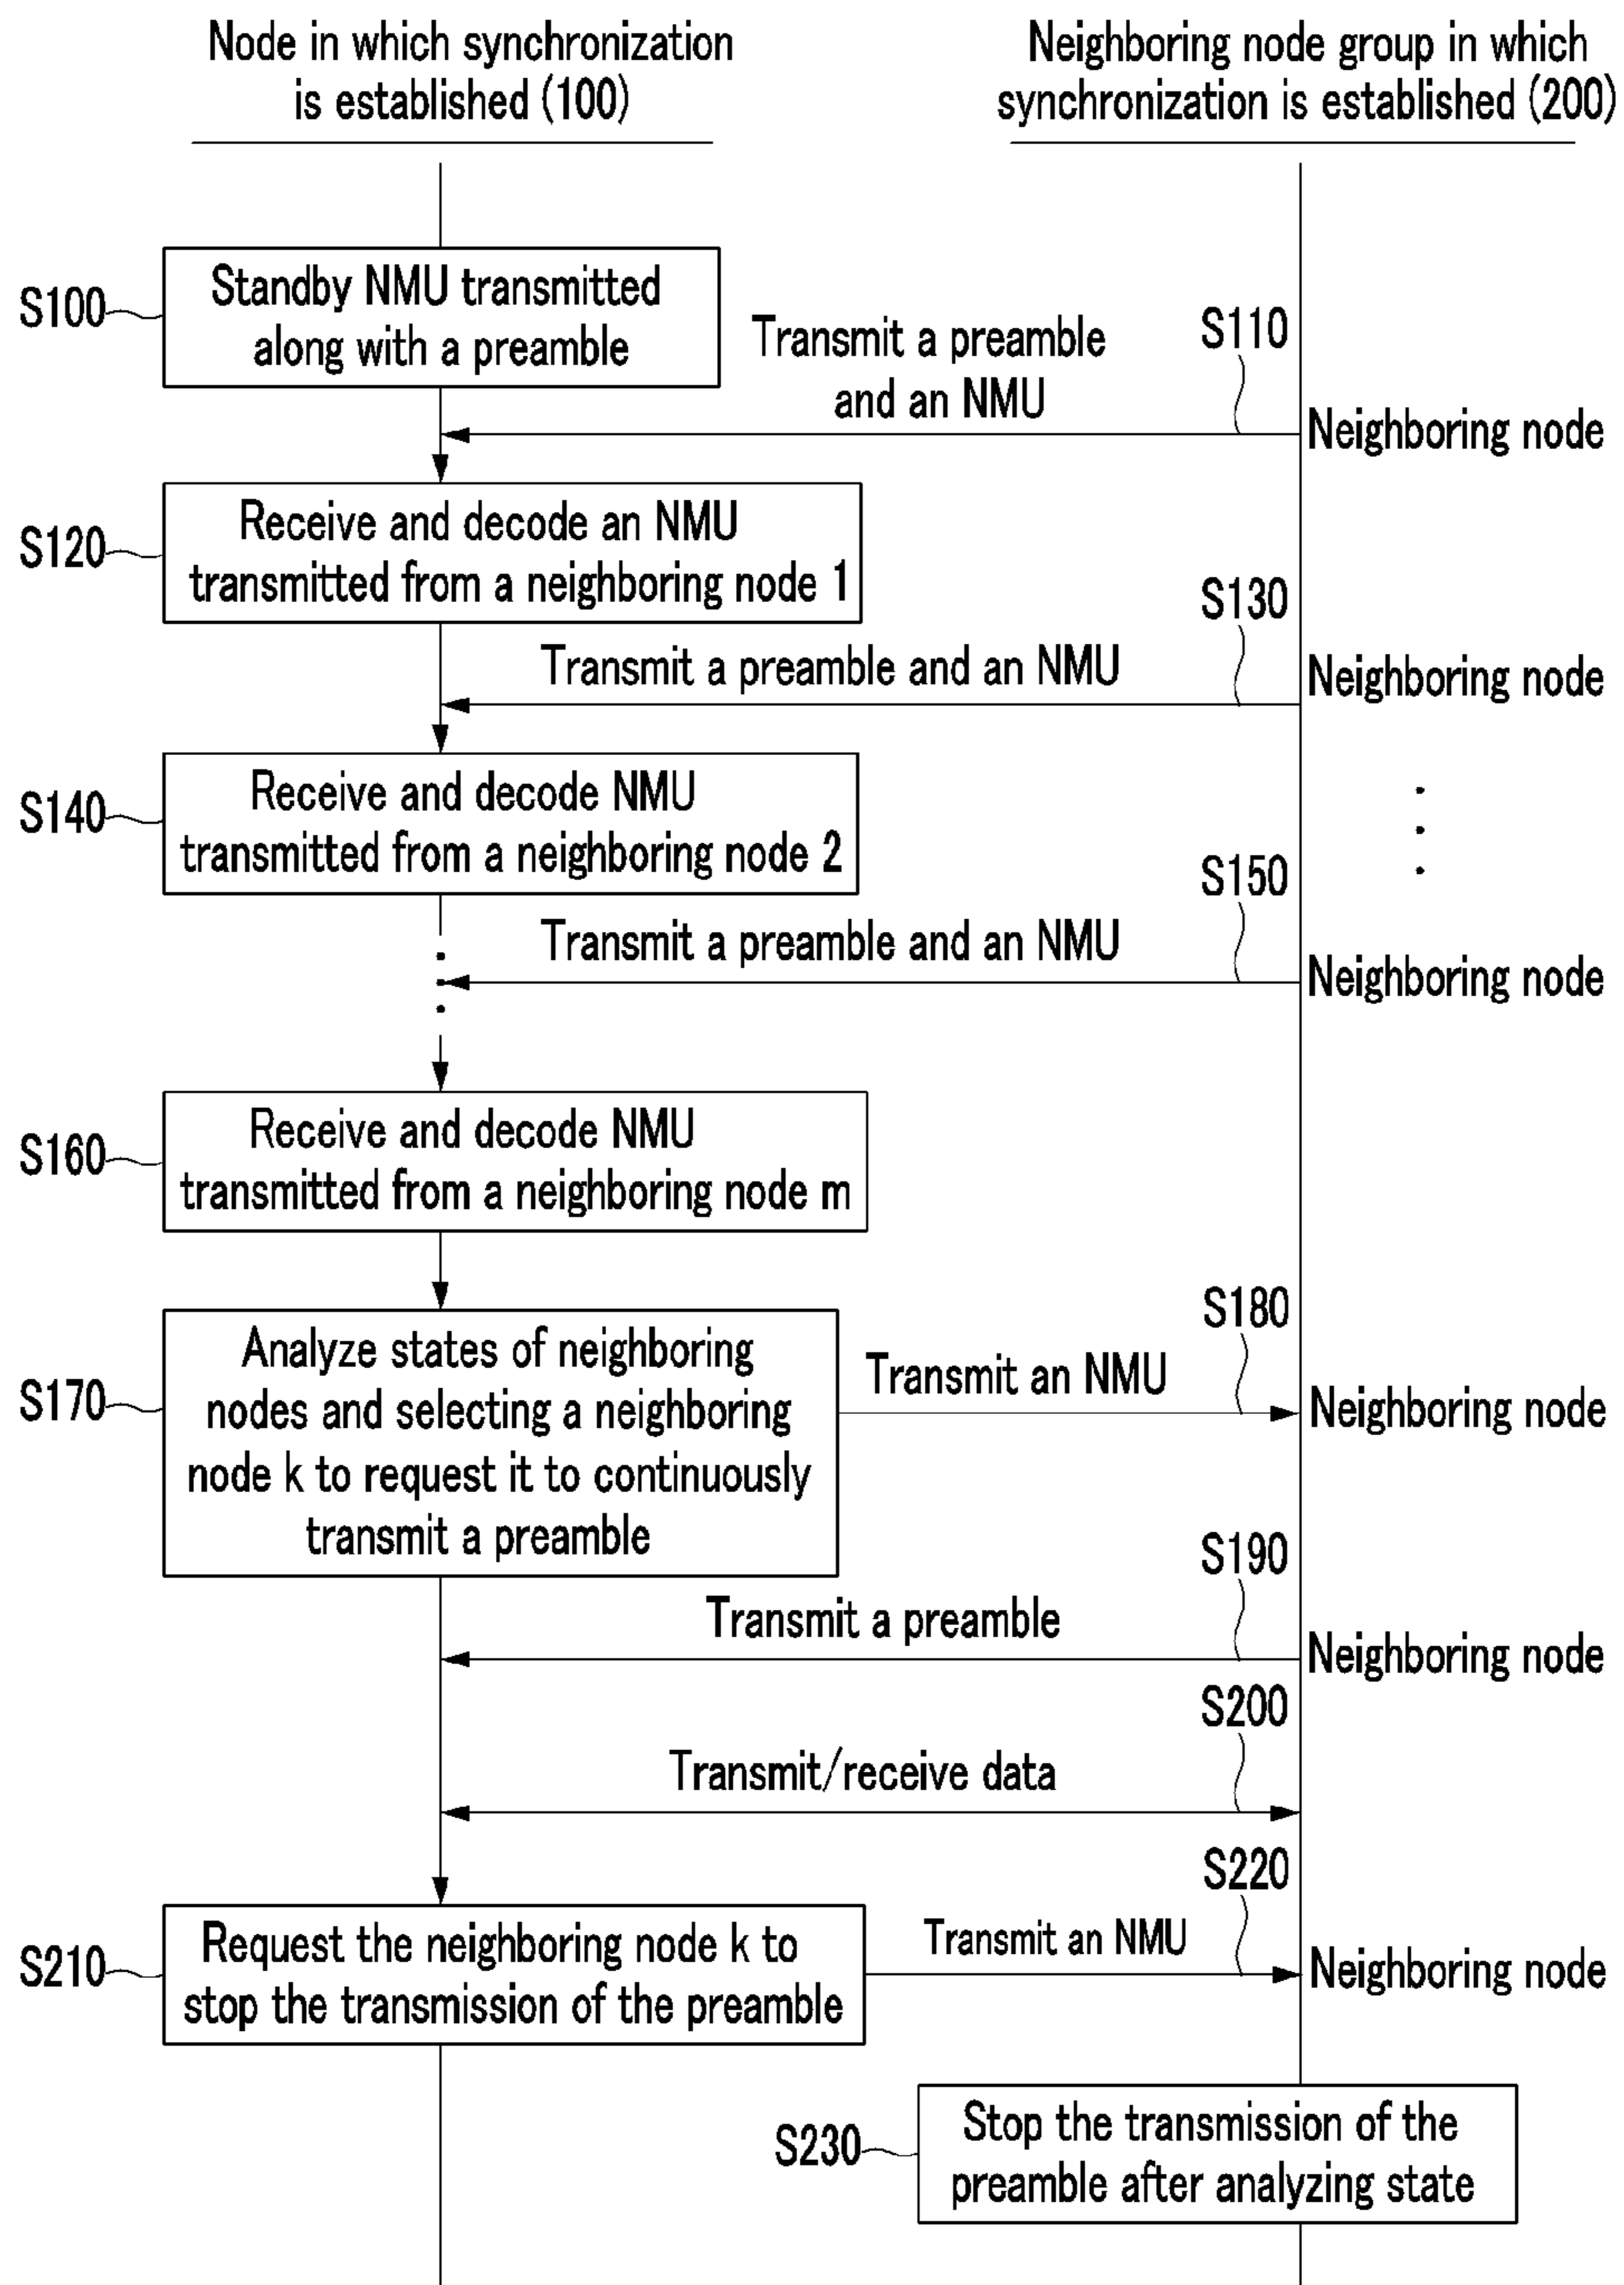 Node in which synchronization
is established (100)
Neighboring node group in which
synchronization is established (200)
S100
Standby NMU transmitted
along with a preamble
Transmit a preamble
and an NMU
S110
Neighboring node
S120
Receive and decode an NMU
transmitted from a neighboring node 1
S130
Transmit a preamble and an NMU
Neighboring node
S140
Receive and decode NMU
transmitted from a neighboring node 2
S150
Transmit a preamble and an NMU
Neighboring node
S160
Receive and decode NMU
transmitted from a neighboring node m
S170
Analyze states of neighboring
nodes and selecting a neighboring
node k to request it to continuously
transmit a preamble
S180
Transmit an NMU
Neighboring node
S190
Transmit a preamble
Neighboring node
S200
Transmit/receive data
S210
Request the neighboring node k to
stop the transmission of the preamble
S220
Transmit an NMU
Neighboring node
S230
Stop the transmission of the
preamble after analyzing state